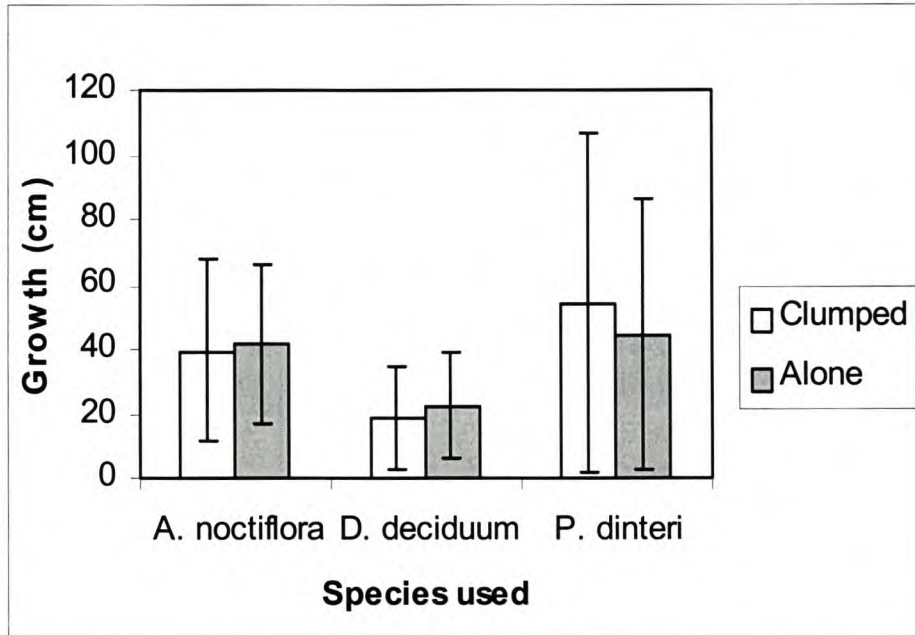 120
100
80
60
40
20
0
Growth (cm)
A. noctiflora D. deciduum P. dinteri
Species used
Clumped
Alone